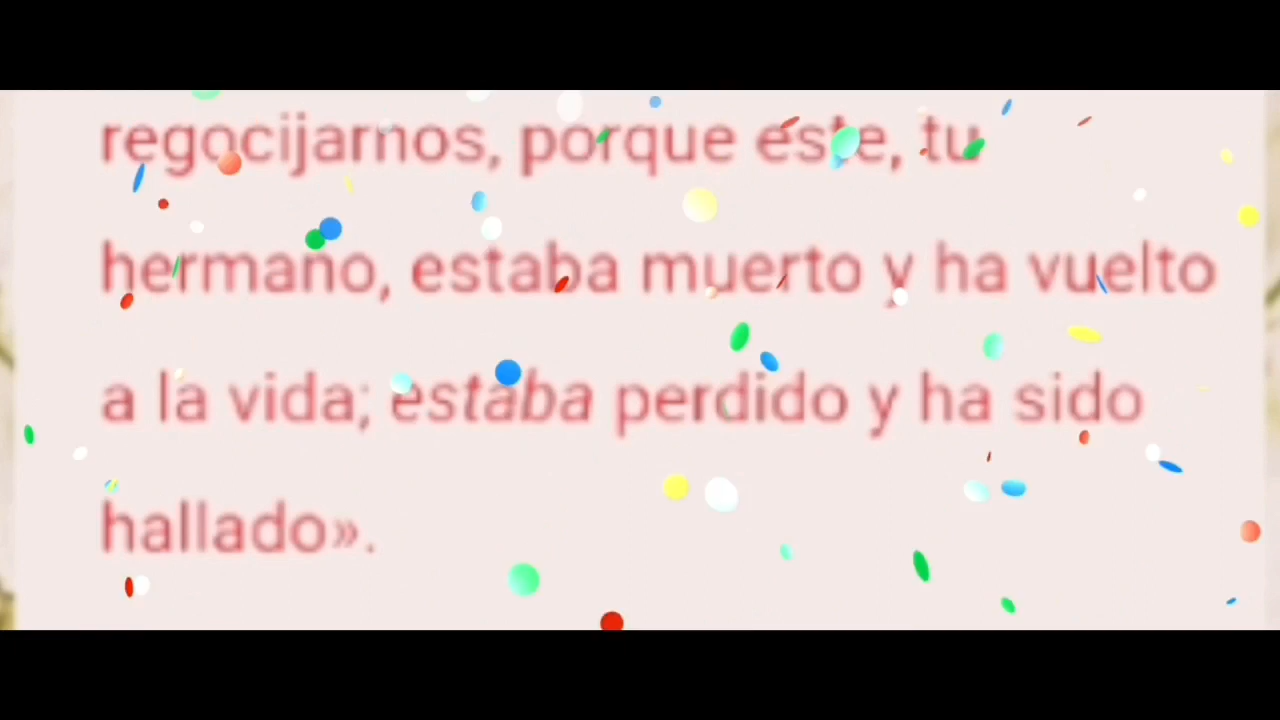 regocijarnos, porque este, tu
hermano, estaba muerto y ha vuelto
a la vida; estaba perdido y ha sido
hallado».